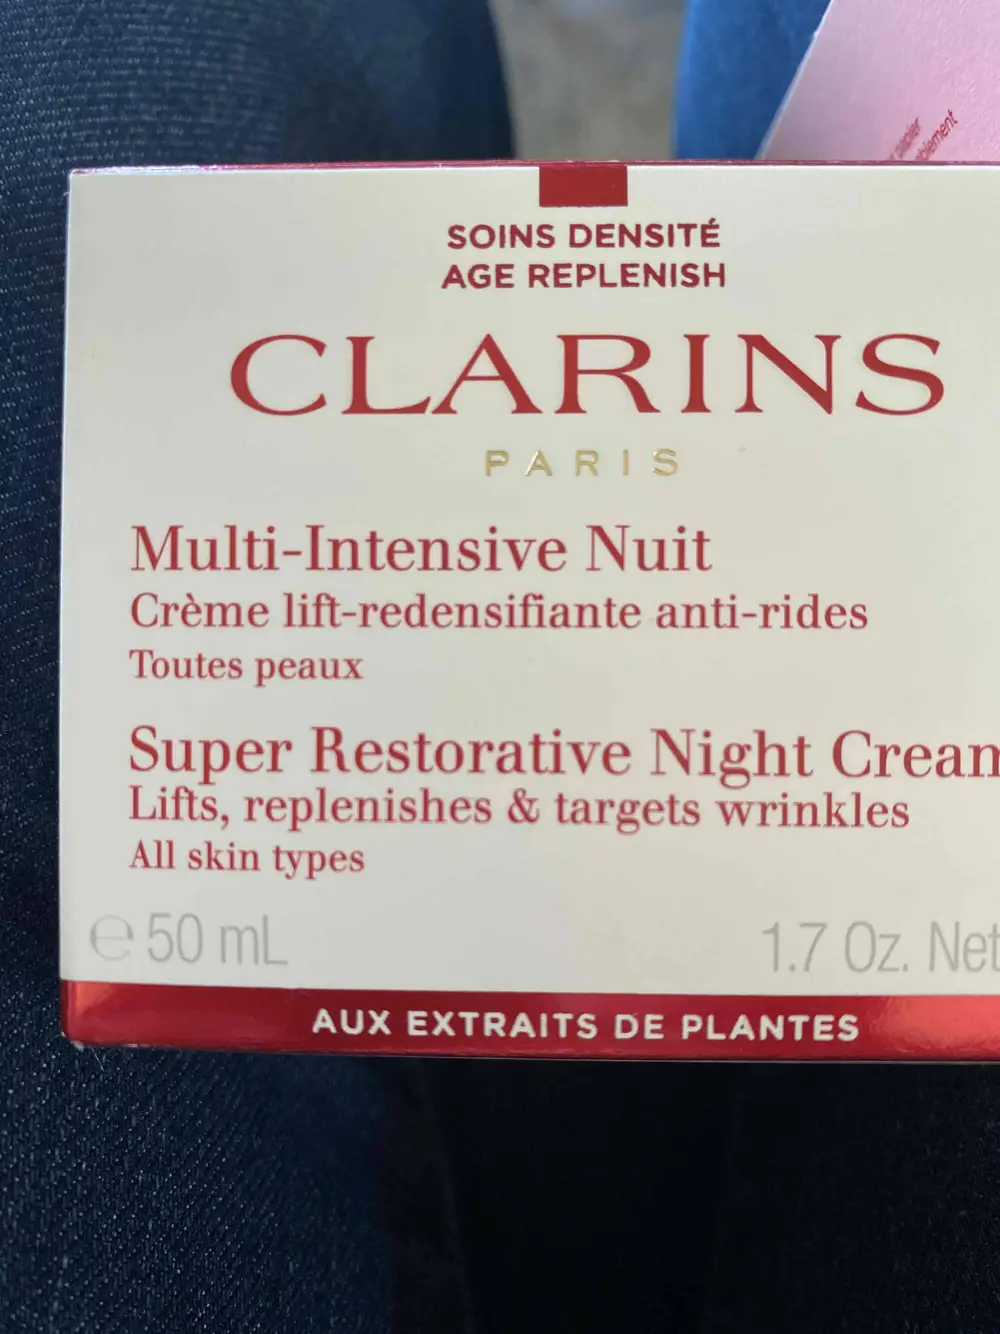 papier
SOINS DENSITÉ
AGE REPLENISH
CLARINS
PARIS
Multi-Intensive Nuit
Crème lift-redensifiante anti-rides
Toutes peaux
Super Restorative Night Cream
Lifts, replenishes & targets wrinkles
All skin types
℮ 50 mL
1.7 Oz. Net
AUX EXTRAITS DE PLANTES